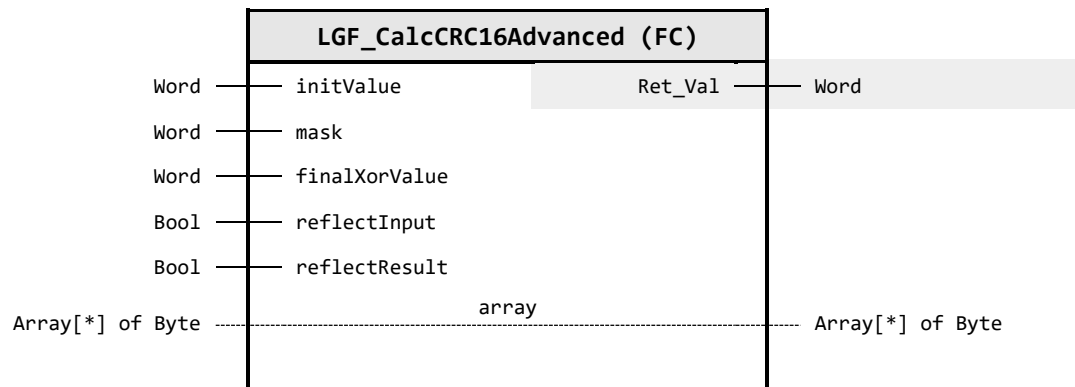 LGF_CalcCRC16Advanced (FC)
Word initValue Ret_Val Word
Word mask
Word finalXorValue
Bool reflectInput
Bool reflectResult
array
Array[*] of Byte Array[*] of Byte